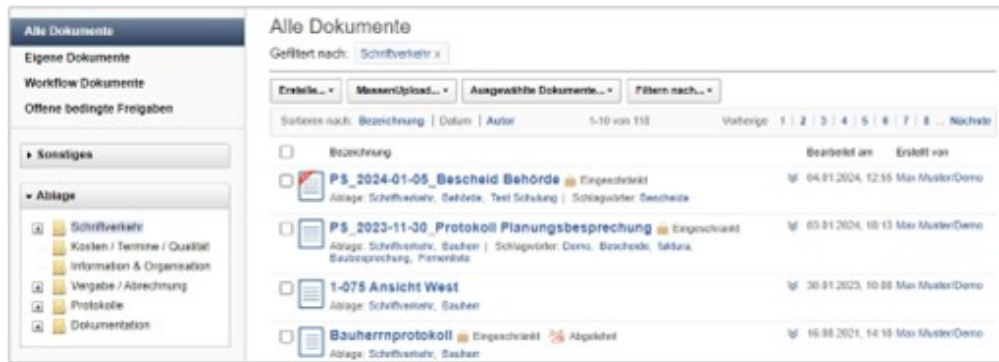 Alle Dokumente
Eigene Dokumente
Workflow Dokumente
Offene bedingte Freigaben
Sonstiges
Ablage
Schriftverkehr
Kosten / Termine / Qualität
Information & Organisation
Vergabe / Abrechnung
Protokolle
Dokumentation
Alle Dokumente
Gefiltert nach: Schriftverkehr x
Erstelle... MassenUpload... Ausgewählte Dokumente... Filtern nach...
Sortieren nach: Bezeichnung | Datum | Autor 1-10 von 118 Vorherige 1 | 2 | 3 | 4 | 5 | 6 | 7 | 8 ... Nächste
Bezeichnung Bearbeitet am Erstellt von
PS_2024-01-05_Bescheid Behörde Eingeschränkt 04.01.2024, 12:55 Max Muster/Demo
Ablage: Schriftverkehr, Behörde, Test Schulung | Schlagwörter: Bescheide
PS_2023-11-30_Protokoll Planungsbesprechung Eingeschränkt 03.01.2024, 10:13 Max Muster/Demo
Ablage: Schriftverkehr, Bauherr | Schlagwörter: Demo, Bescheide, faktura,
Baubesprechung, Firmenliste
1-075 Ansicht West 30.01.2023, 10:08 Max Muster/Demo
Ablage: Schriftverkehr, Bauherr
Bauherrnprotokoll Eingeschränkt Abgelehnt 16.08.2021, 14:10 Max Muster/Demo
Ablage: Schriftverkehr, Bauherr